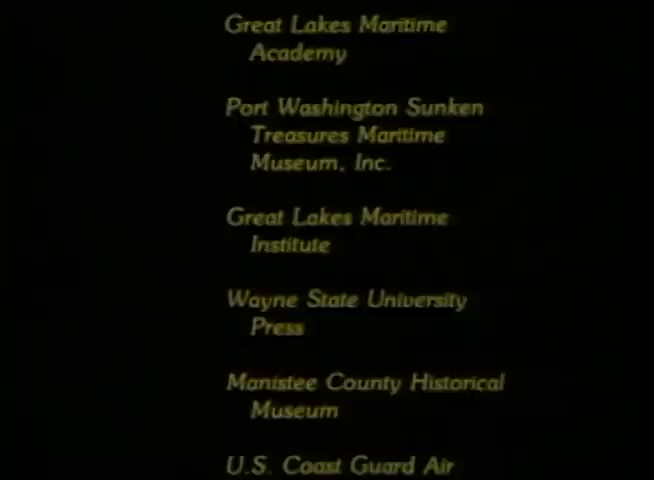 Great Lakes Maritime
Academy
Port Washington Sunken
Treasures Maritime
Museum, Inc.
Great Lakes Maritime
Institute
Wayne State University
Press
Manistee County Historical
Museum
U.S. Coast Guard Air